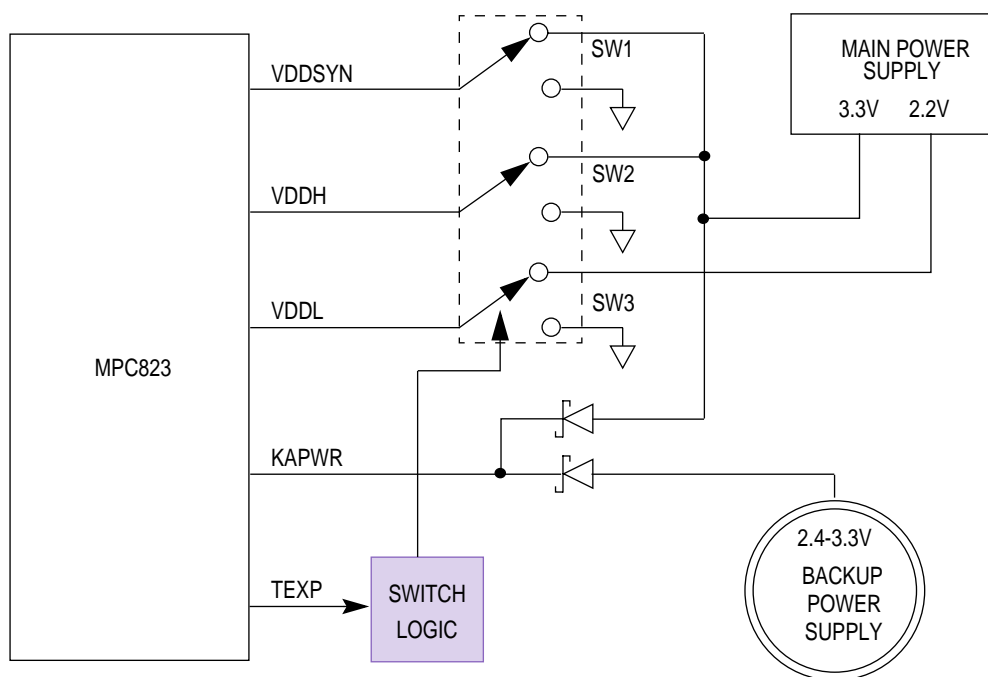 SW1
MAIN POWER
SUPPLY
3.3V 2.2V
VDDSYN
SW2
VDDH
SW3
VDDL
MPC823
KAPWR
2.4-3.3V
BACKUP
POWER
SUPPLY
TEXP
SWITCH
LOGIC